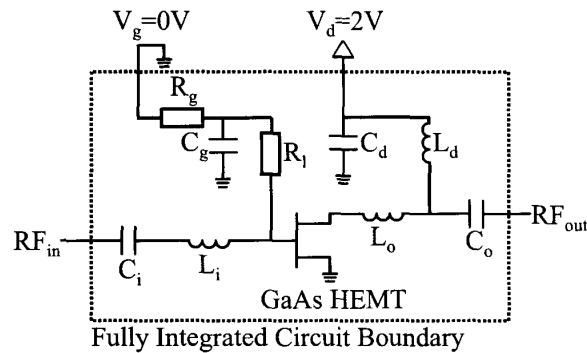 V_g=0V
V_d=2V
R_g
C_g
R_l
C_d
L_d
RF_in
C_i
L_i
L_o
C_o
RF_out
GaAs HEMT
Fully Integrated Circuit Boundary